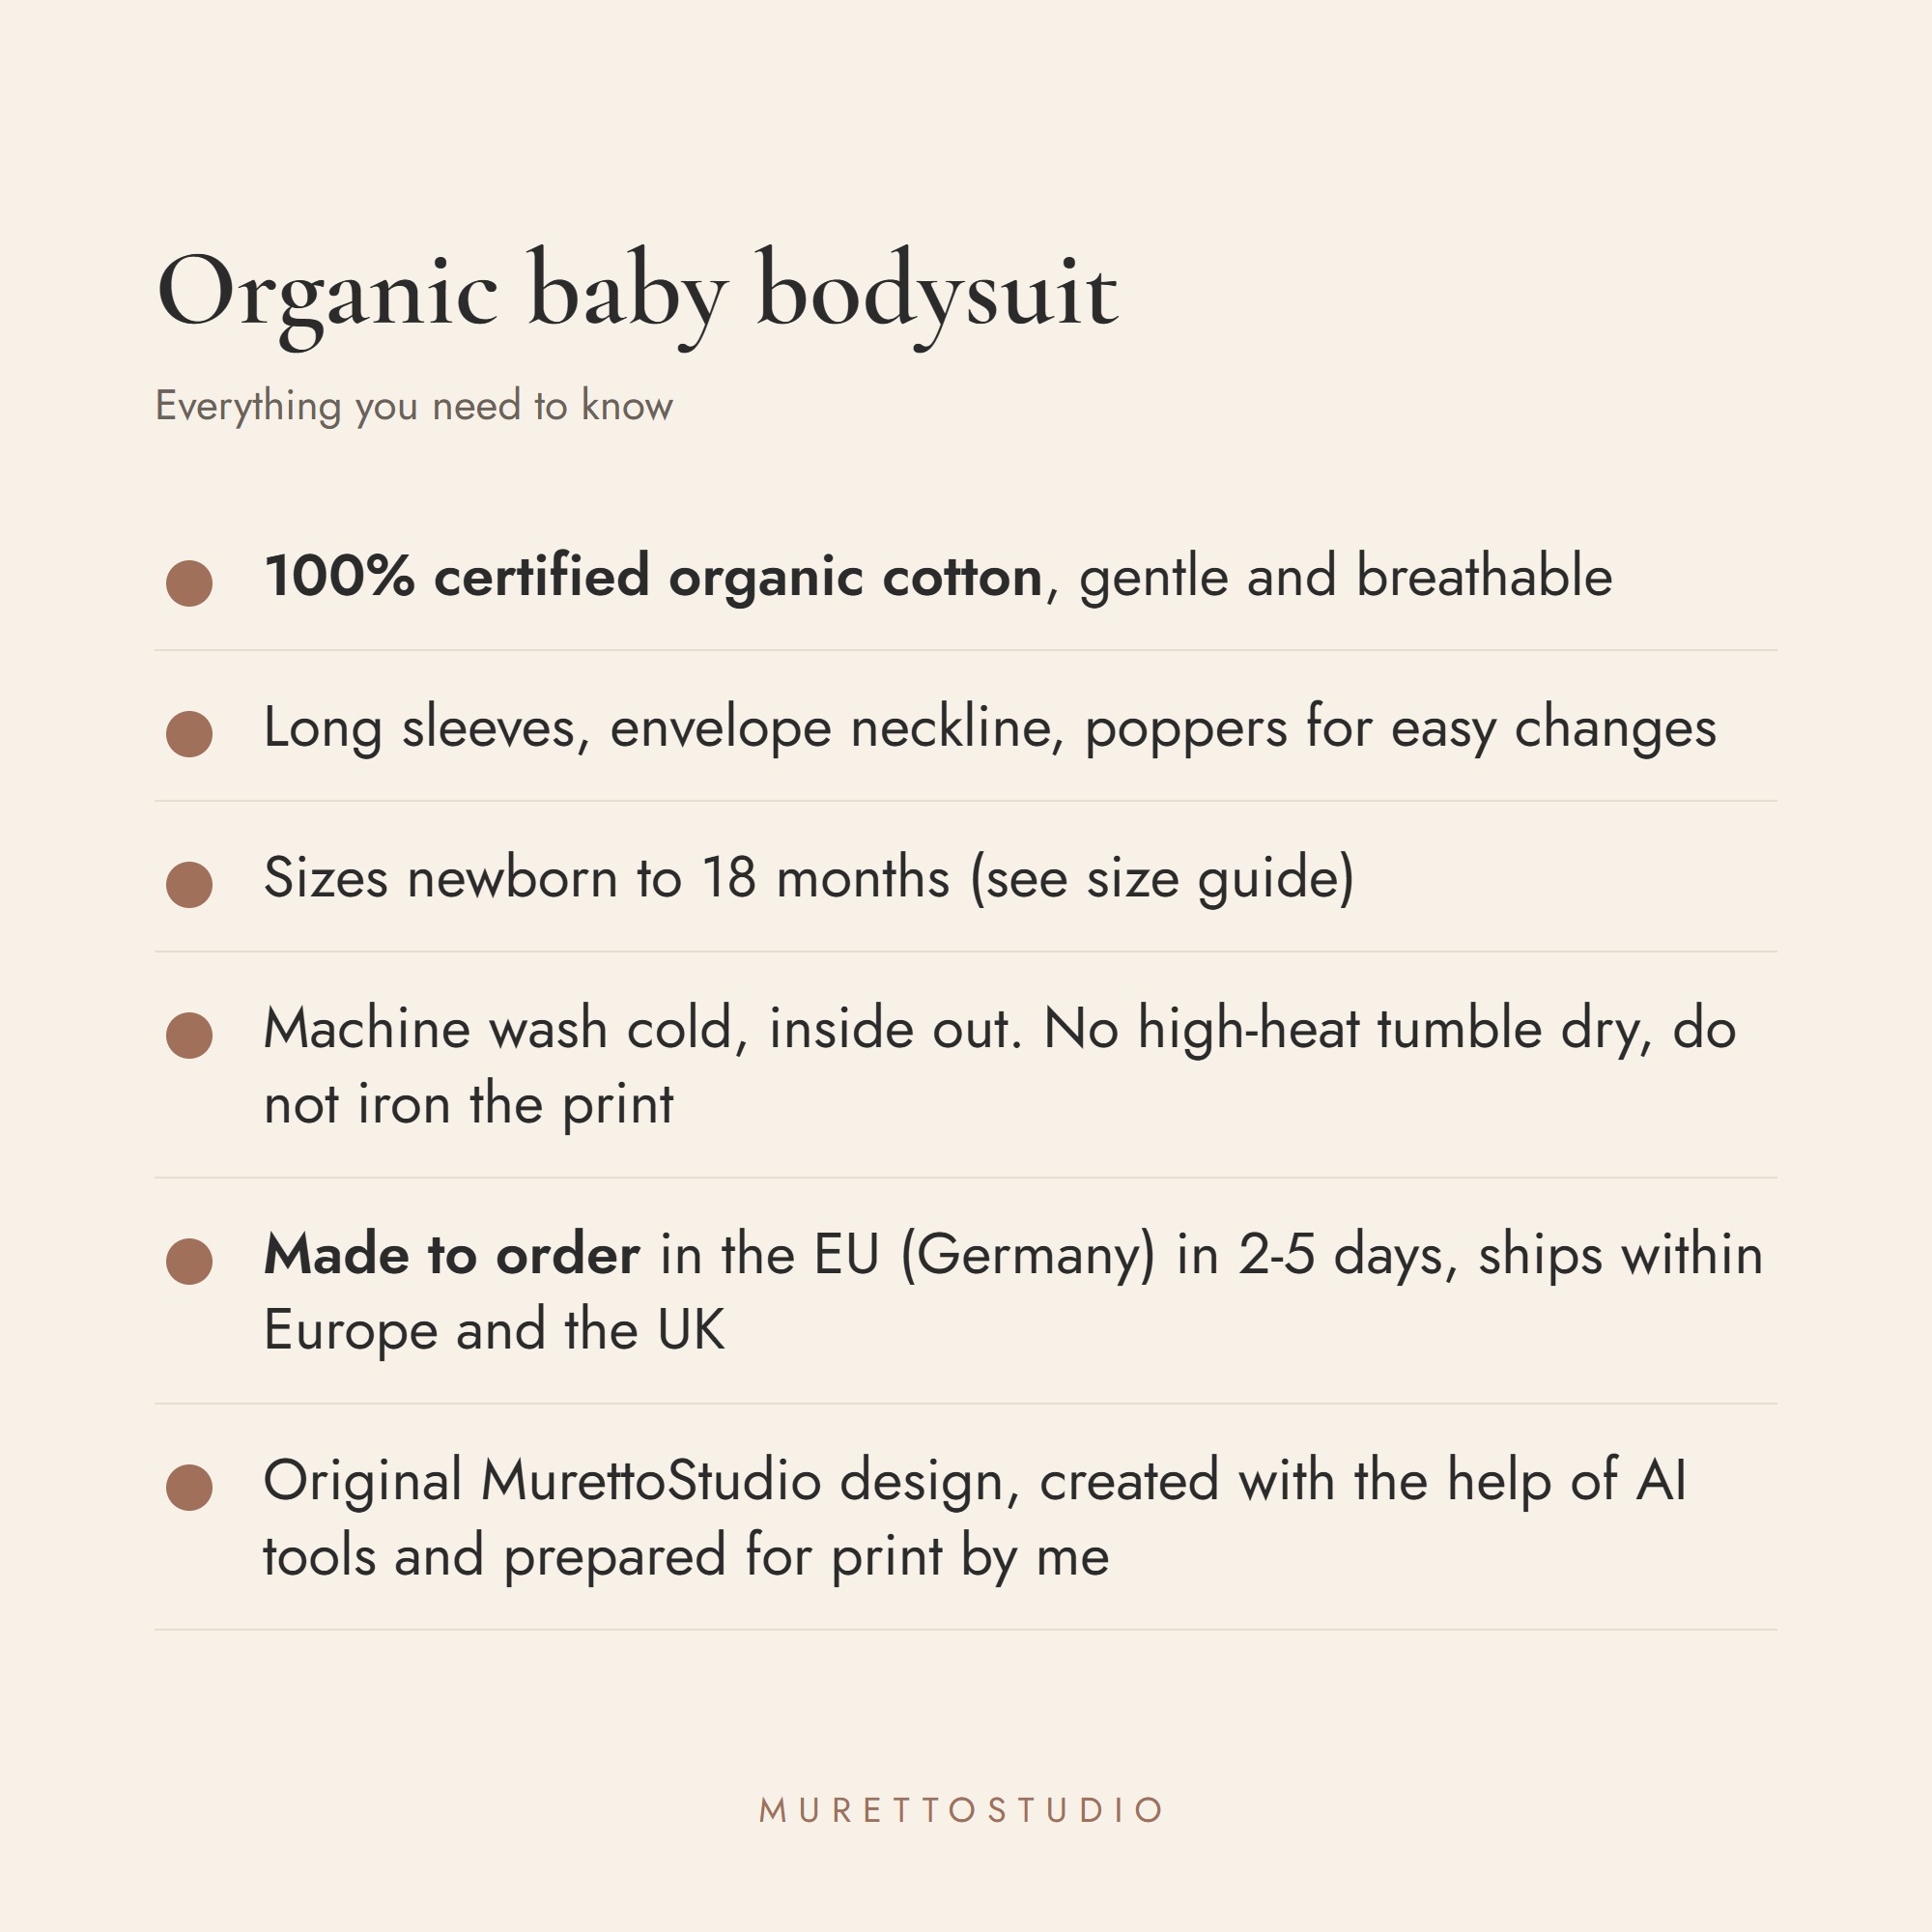 Organic baby bodysuit
Everything you need to know
100% certified organic cotton, gentle and breathable
Long sleeves, envelope neckline, poppers for easy changes
Sizes newborn to 18 months (see size guide)
Machine wash cold, inside out. No high-heat tumble dry, do
not iron the print
Made to order in the EU (Germany) in 2-5 days, ships within
Europe and the UK
Original MurettoStudio design, created with the help of AI
tools and prepared for print by me
MURETTOSTUDIO